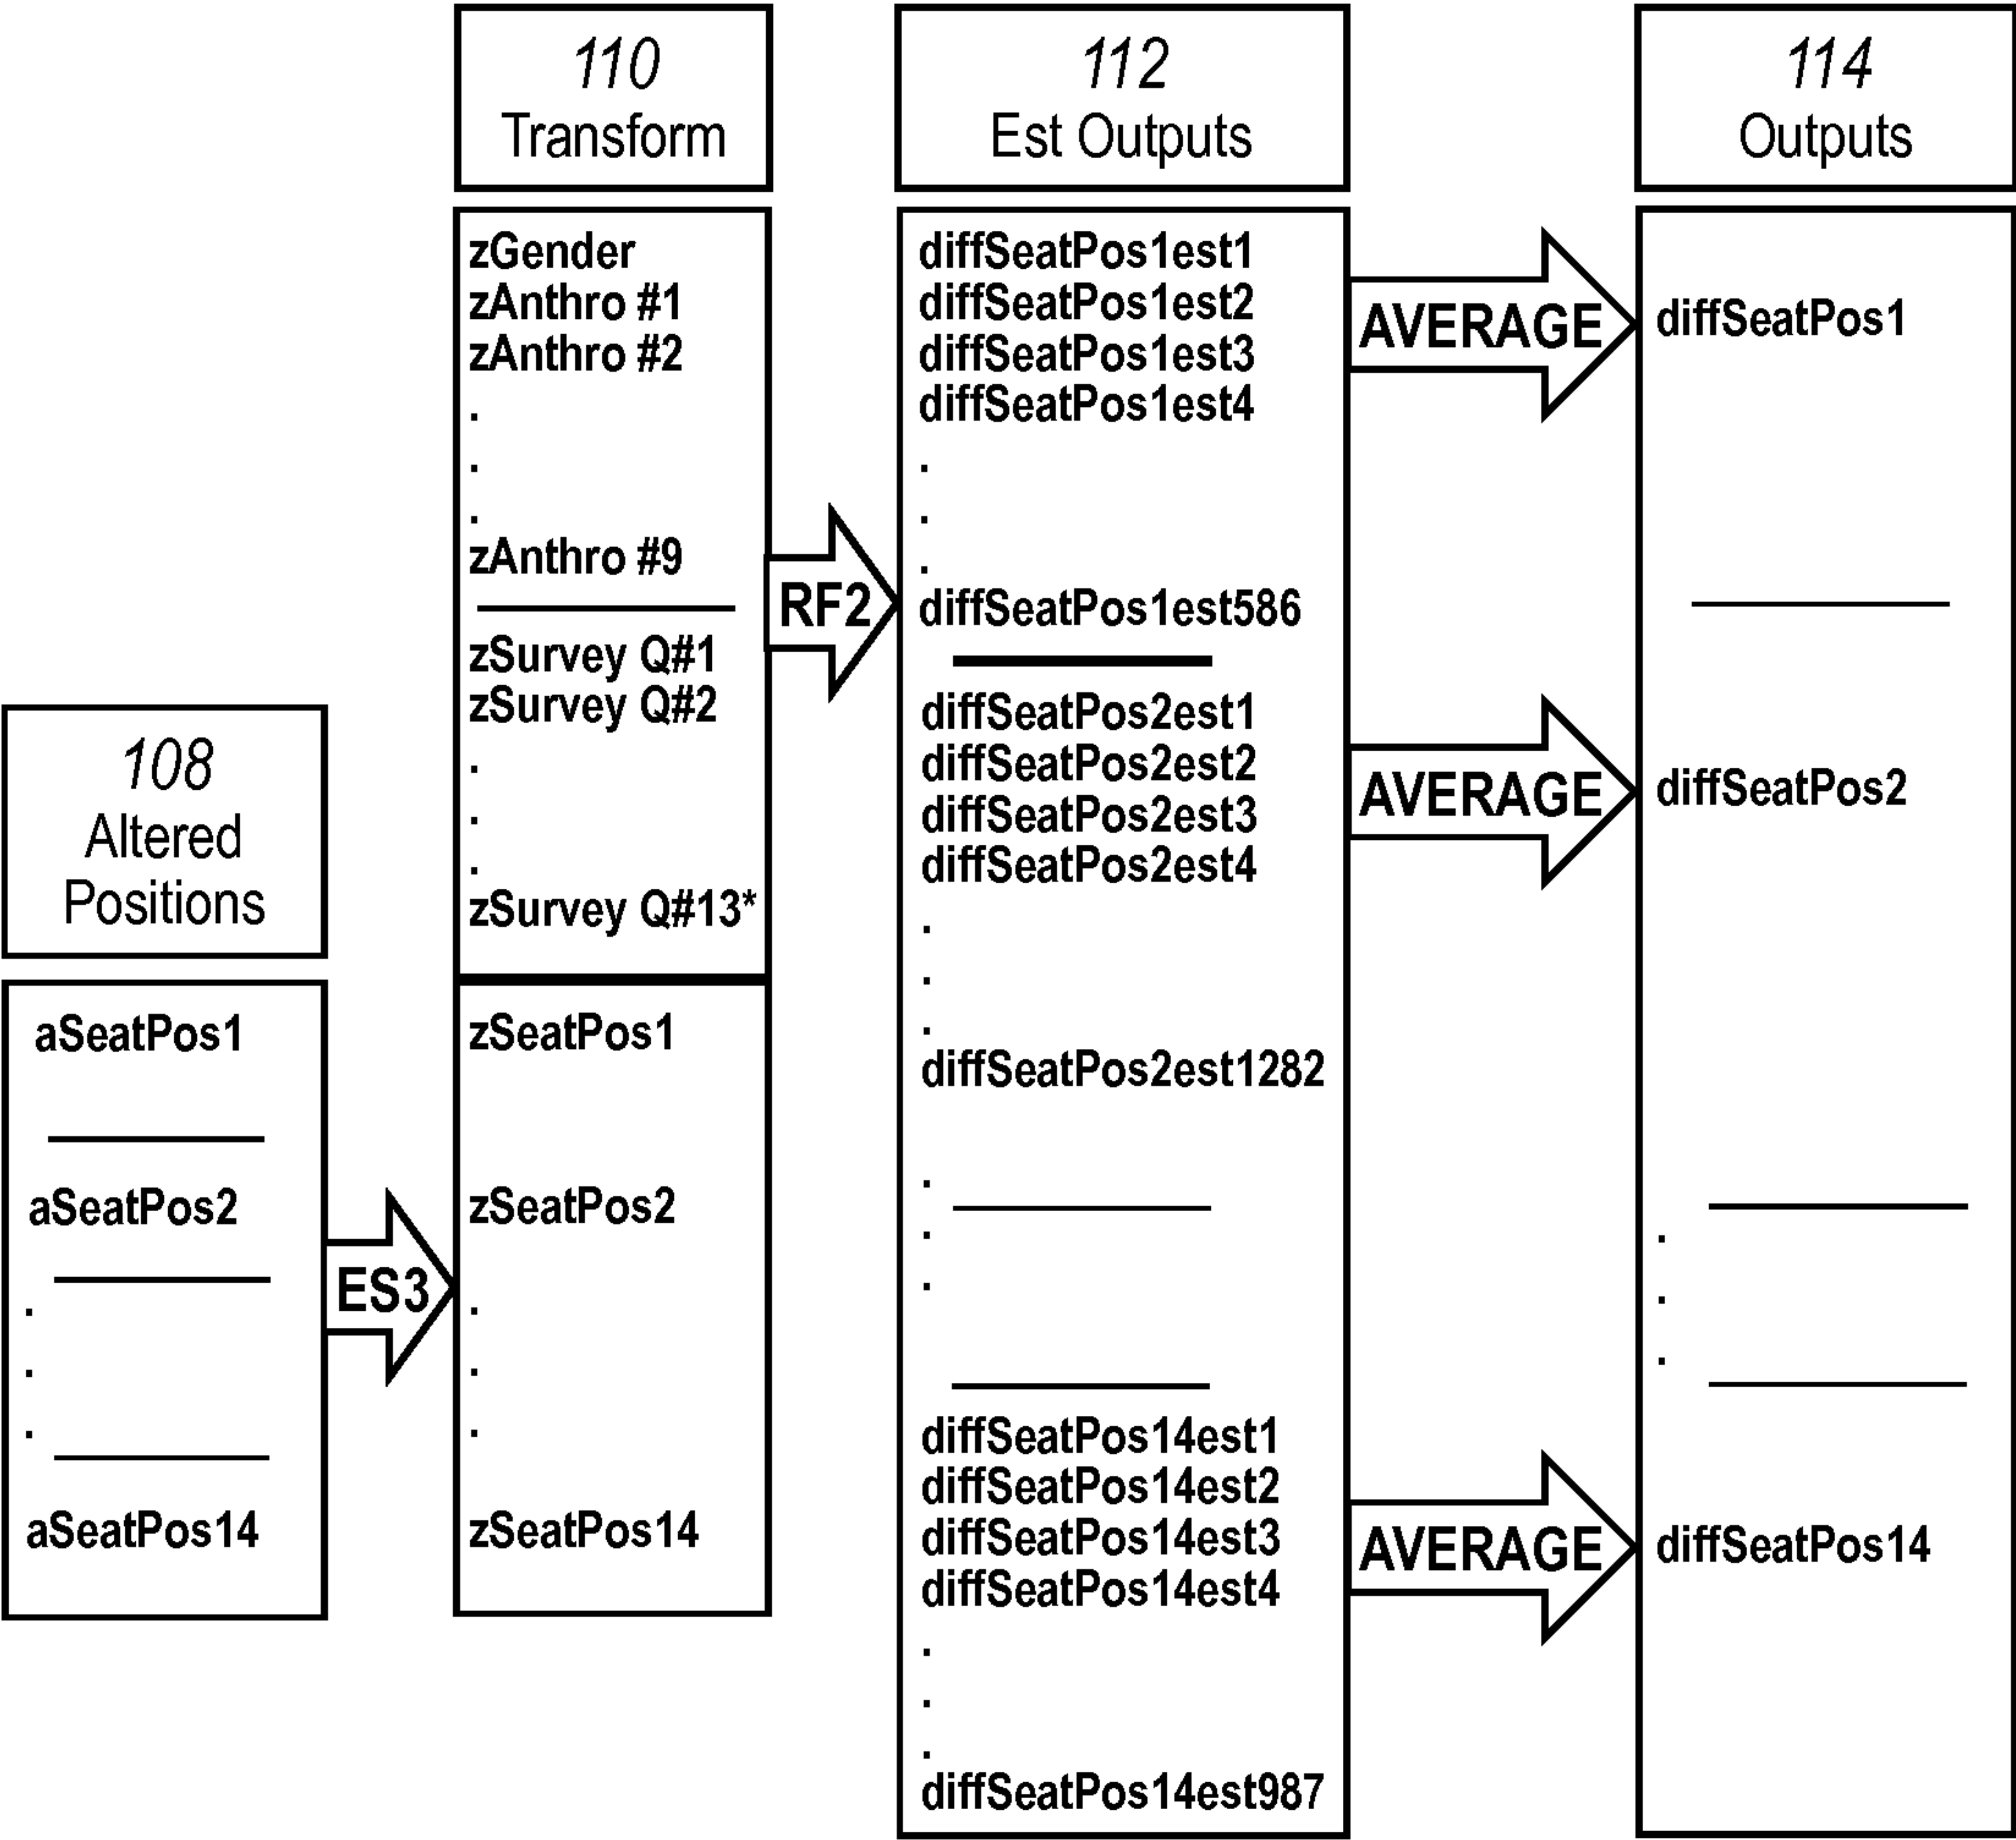 108
Altered
Positions
aSeatPos1
aSeatPos2
.
.
.
aSeatPos14
ES3
110
Transform
zGender
zAnthro #1
zAnthro #2
.
.
.
zAnthro #9
zSurvey Q#1
zSurvey Q#2
.
.
.
zSurvey Q#13*
zSeatPos1
zSeatPos2
.
.
.
zSeatPos14
RF2
112
Est Outputs
diffSeatPos1est1
diffSeatPos1est2
diffSeatPos1est3
diffSeatPos1est4
.
.
.
diffSeatPos1est586
diffSeatPos2est1
diffSeatPos2est2
diffSeatPos2est3
diffSeatPos2est4
.
.
.
diffSeatPos2est1282
.
.
.
diffSeatPos14est1
diffSeatPos14est2
diffSeatPos14est3
diffSeatPos14est4
.
.
.
diffSeatPos14est987
AVERAGE
AVERAGE
AVERAGE
114
Outputs
diffSeatPos1
diffSeatPos2
.
.
.
diffSeatPos14